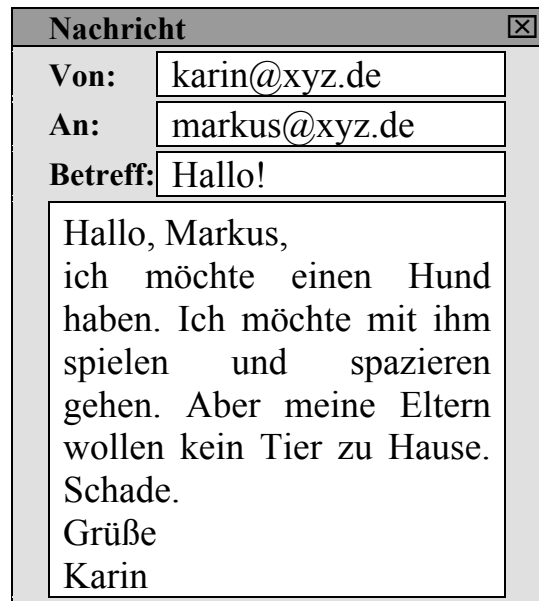 Nachricht
Von: karin@xyz.de
An: markus@xyz.de
Betreff: Hallo!
Hallo, Markus,
ich möchte einen Hund
haben. Ich möchte mit ihm
spielen und spazieren
gehen. Aber meine Eltern
wollen kein Tier zu Hause.
Schade.
Grüße
Karin